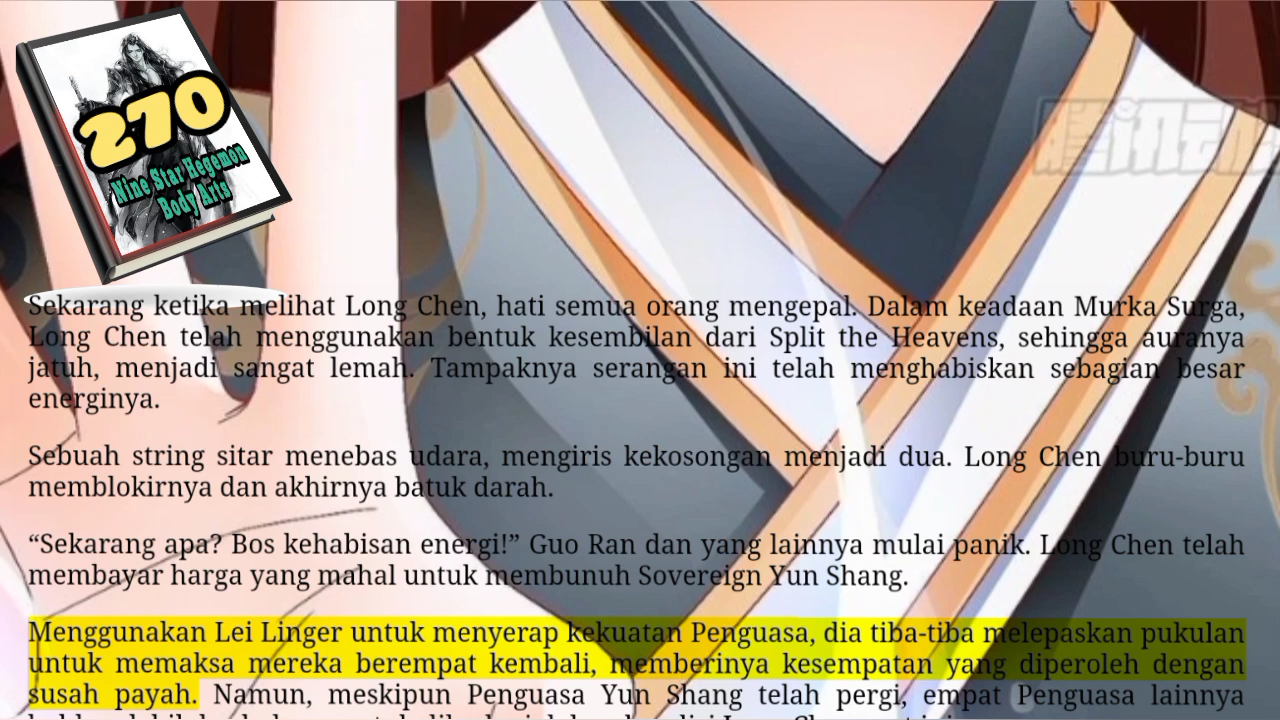 270
Nine Star Hegemon
Body Arts
Sekarang ketika melihat Long Chen, hati semua orang mengepal. Dalam keadaan Murka Surga,
Long Chen telah menggunakan bentuk kesembilan dari Split the Heavens, sehingga auranya
jatuh, menjadi sangat lemah. Tampaknya serangan ini telah menghabiskan sebagian besar
energinya.
Sebuah string sitar menebas udara, mengiris kekosongan menjadi dua. Long Chen buru-buru
memblokirnya dan akhirnya batuk darah.
“Sekarang apa? Bos kehabisan energi!” Guo Ran dan yang lainnya mulai panik. Long Chen telah
membayar harga yang mahal untuk membunuh Sovereign Yun Shang.
Menggunakan Lei Linger untuk menyerap kekuatan Penguasa, dia tiba-tiba melepaskan pukulan
untuk memaksa mereka berempat kembali, memberinya kesempatan yang diperoleh dengan
susah payah. Namun, meskipun Penguasa Yun Shang telah pergi, empat Penguasa lainnya